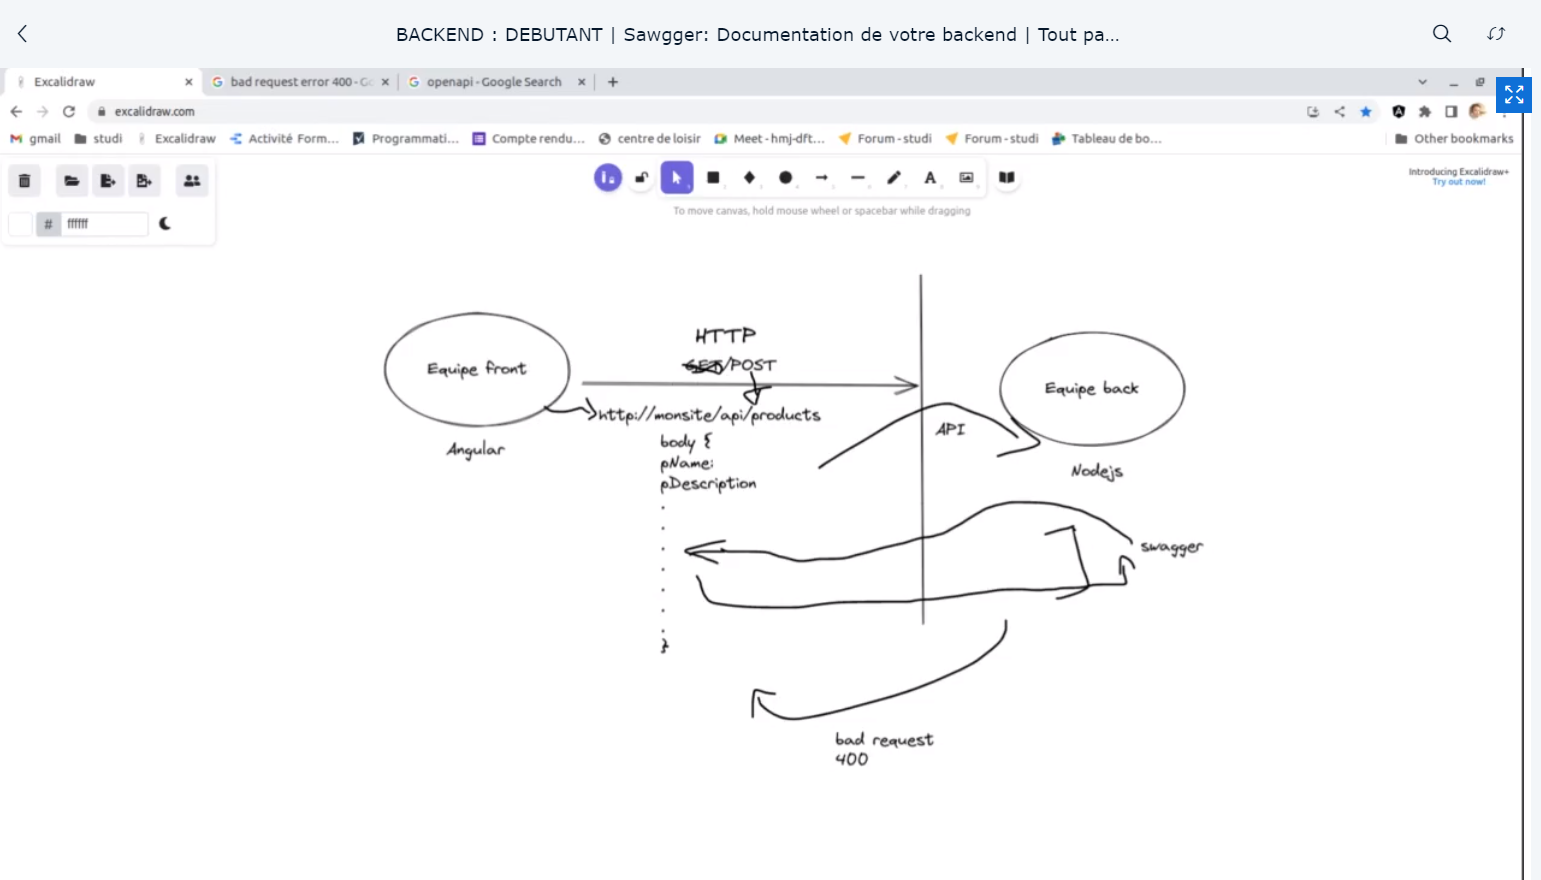 BACKEND : DEBUTANT | Sawgger: Documentation de votre backend | Tout pa...
Excalidraw
bad request error 400 - Go
openapi - Google Search
excalidraw.com
gmail
studi
Excalidraw
Activité Form...
Programmati...
Compte rendu...
centre de loisir
Meet - hmj-dft...
Forum - studi
Forum - studi
Tableau de bo...
Other bookmarks
A
Introducing Excalidraw+
Try out now!
To move canvas, hold mouse wheel or spacebar while dragging
# ffffff
HTTP
GET/POST
Equipe front
Equipe back
http://monsite/api/products
API
body {
Angular
pName:
Nodejs
pDescription
.
.
.
.
.
.
.
}
swagger
bad request
400